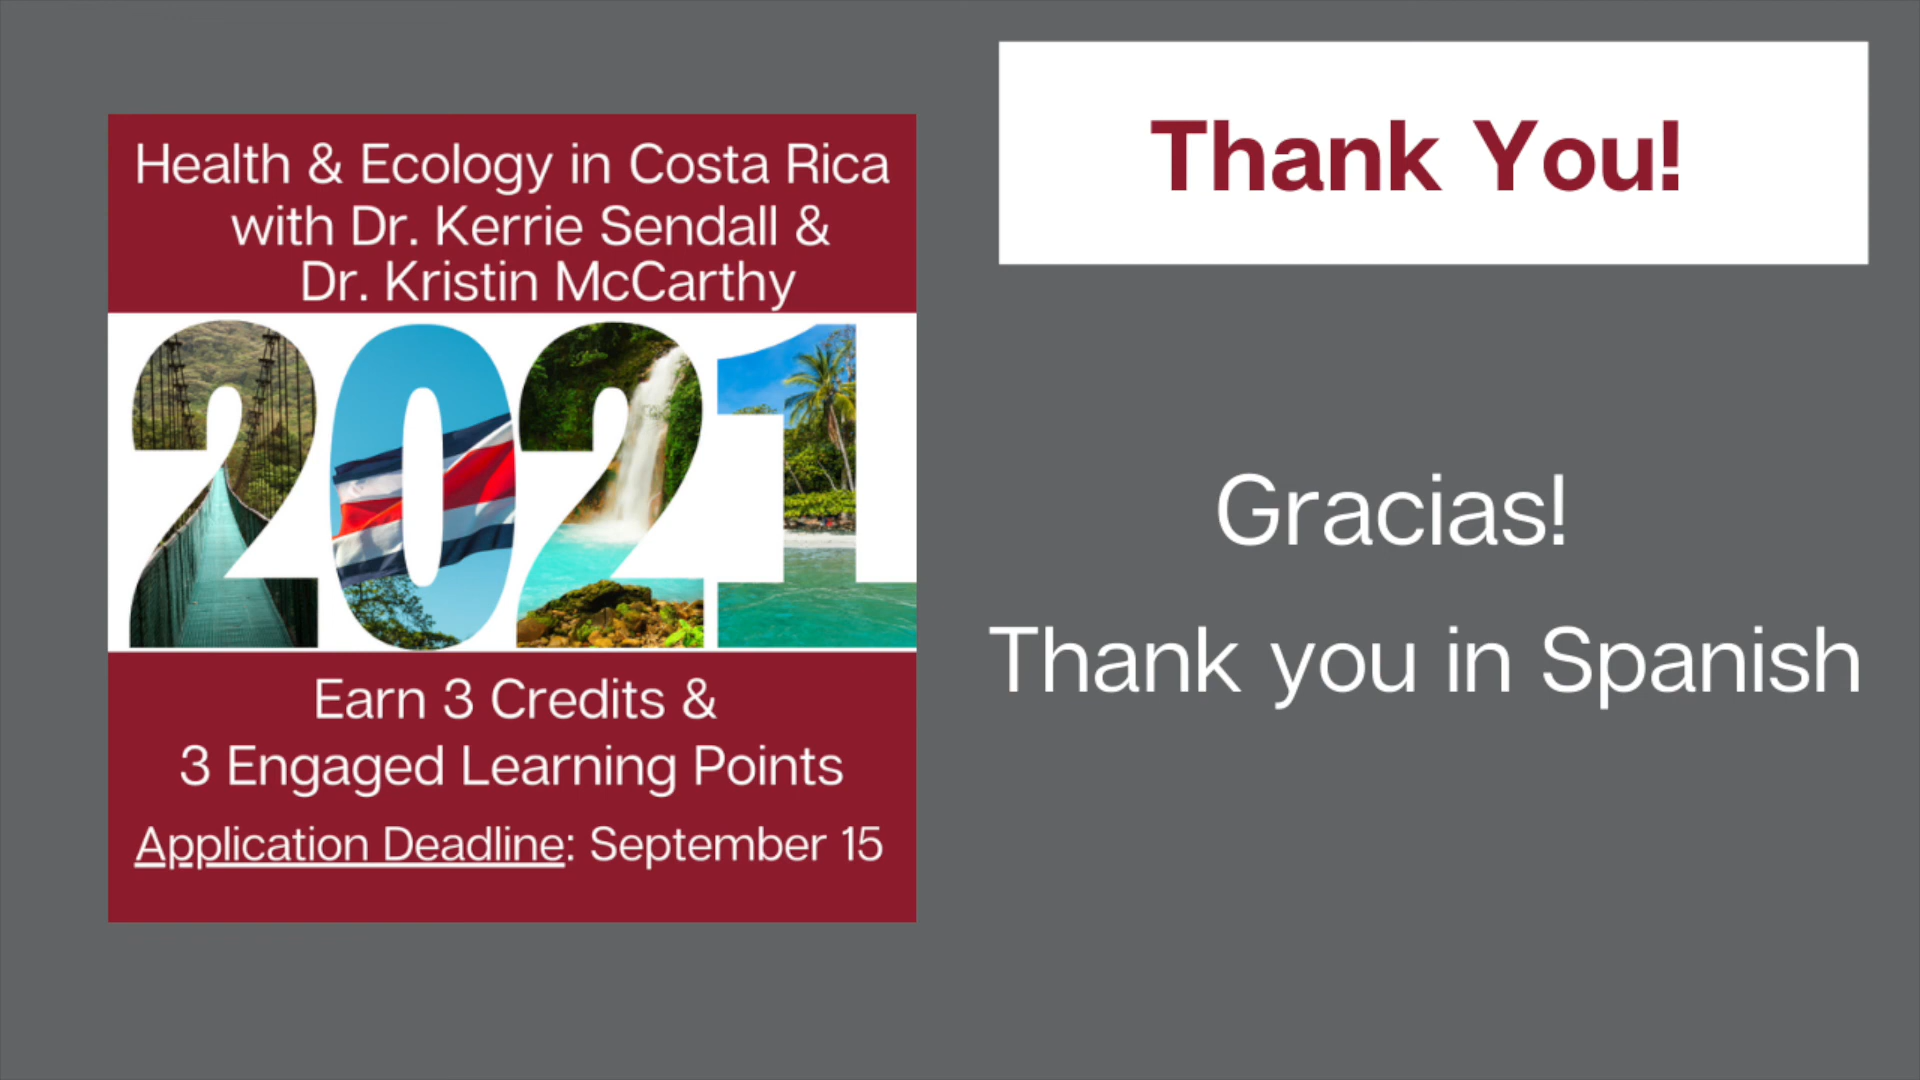 Health & Ecology in Costa Rica
with Dr. Kerrie Sendall &
Dr. Kristin McCarthy
2021
Earn 3 Credits &
3 Engaged Learning Points
Application Deadline: September 15
Thank You!
Gracias!
Thank you in Spanish